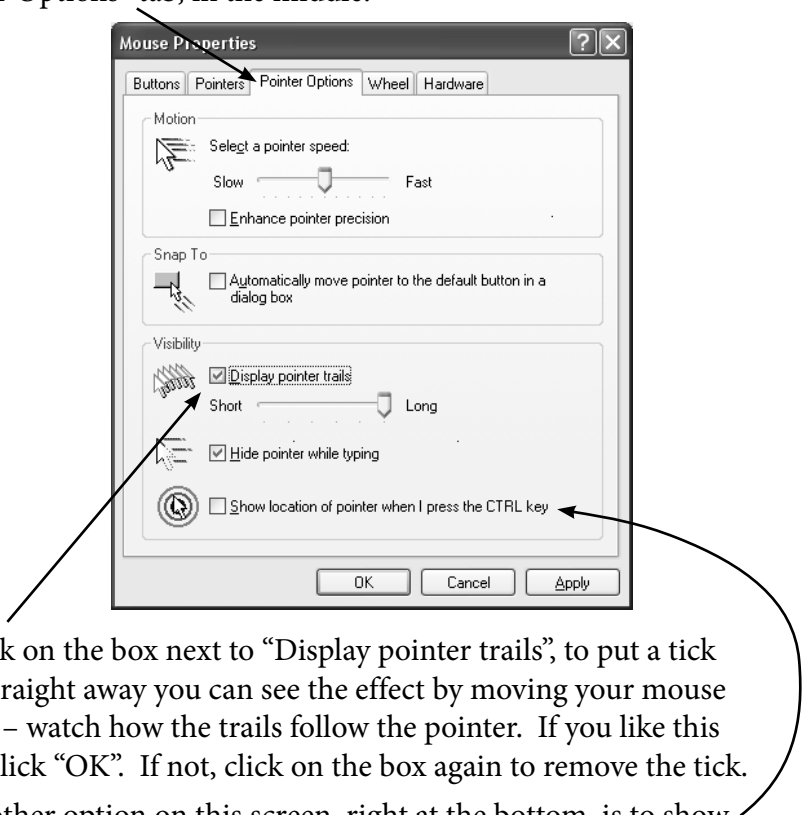 Options" tab, in the middle.
Mouse Properties
Buttons Pointers Pointer Options Wheel Hardware
Motion
Select a pointer speed:
Slow Fast
Enhance pointer precision
Snap To
Automatically move pointer to the default button in a
dialog box
Visibility
Display pointer trails
Short Long
Hide pointer while typing
Show location of pointer when I press the CTRL key
OK Cancel Apply
on the box next to “Display pointer trails”, to put a tick
away you can see the effect by moving your mouse
– watch how the trails follow the pointer. If you like this
“OK”. If not, click on the box again to remove the tick.
option on this screen, right at the bottom, is to show